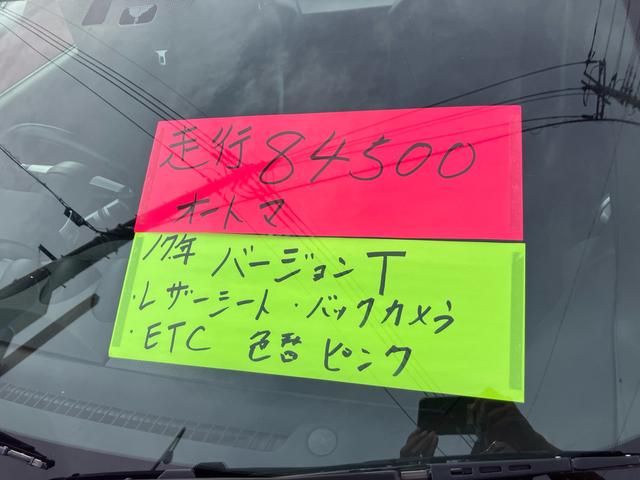 走行 84500
オートマ
17年 バージョンT
・レザーシート・バックカメラ
・ETC 色替 ピンク